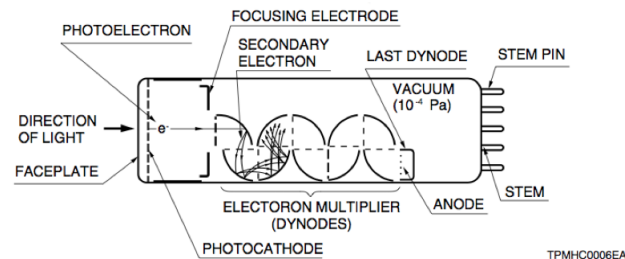 FOCUSING ELECTRODE
PHOTOELECTRON
SECONDARY
ELECTRON
LAST DYNODE
STEM PIN
VACUUM
(10⁻⁴ Pa)
DIRECTION
OF LIGHT
e⁻
FACEPLATE
STEM
ELECTORON MULTIPLIER
(DYNODES)
ANODE
PHOTOCATHODE
TPMHC0006EA